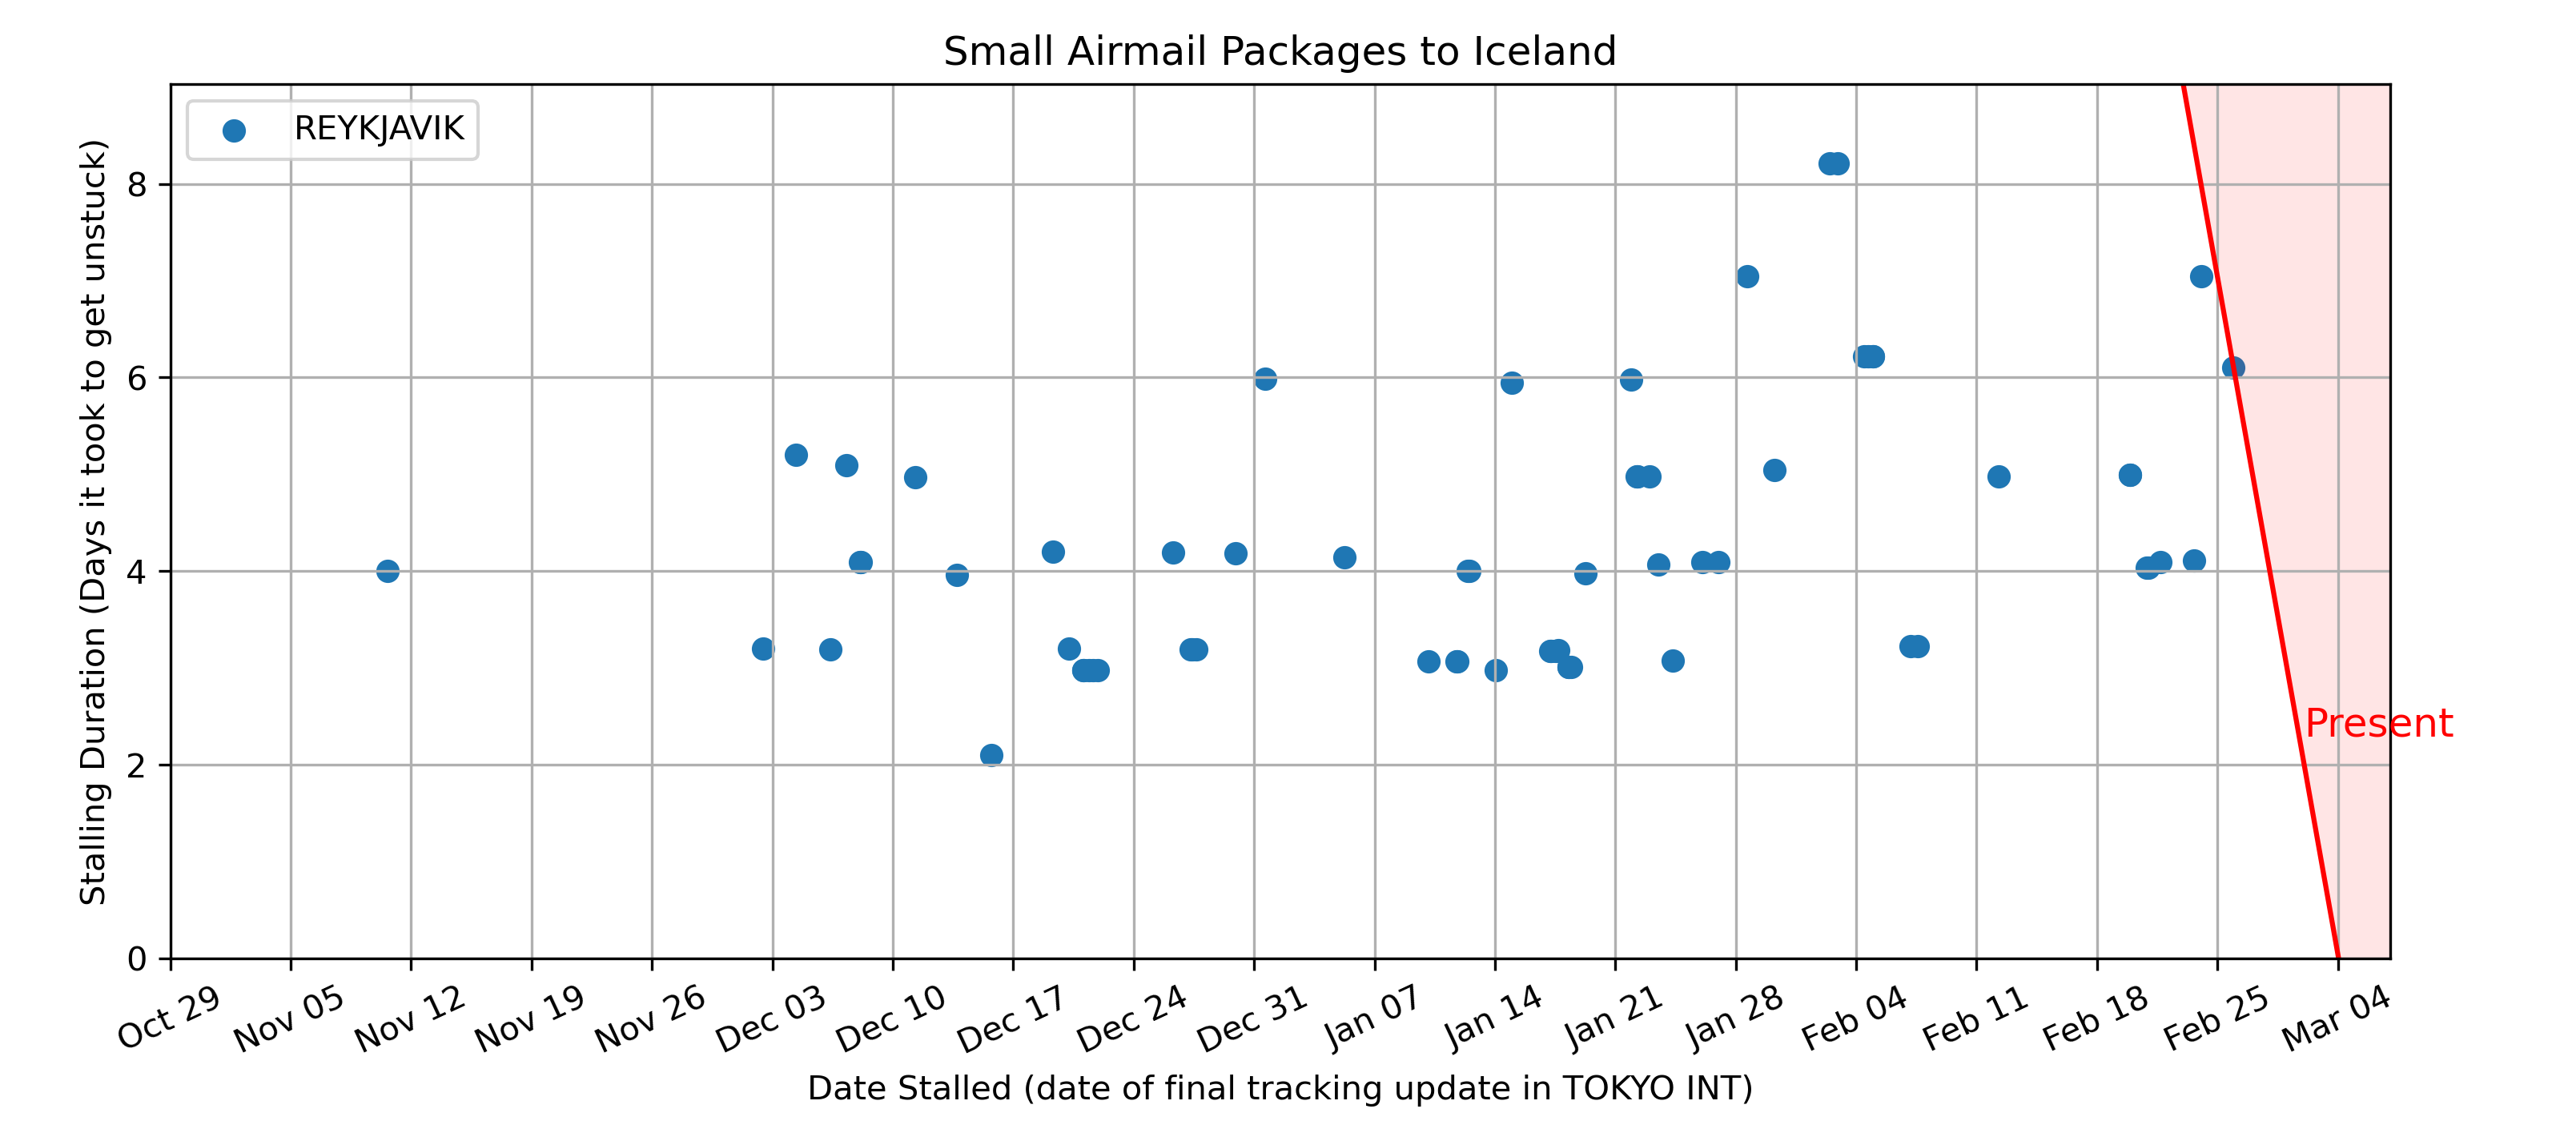 Small Airmail Packages to Iceland
REYKJAVIK
Stalling Duration (Days it took to get unstuck)
8
6
4
2
0
Present
Oct 29 Nov 05 Nov 12 Nov 19 Nov 26 Dec 03 Dec 10 Dec 17 Dec 24 Dec 31 Jan 07 Jan 14 Jan 21 Jan 28 Feb 04 Feb 11 Feb 18 Feb 25 Mar 04
Date Stalled (date of final tracking update in TOKYO INT)